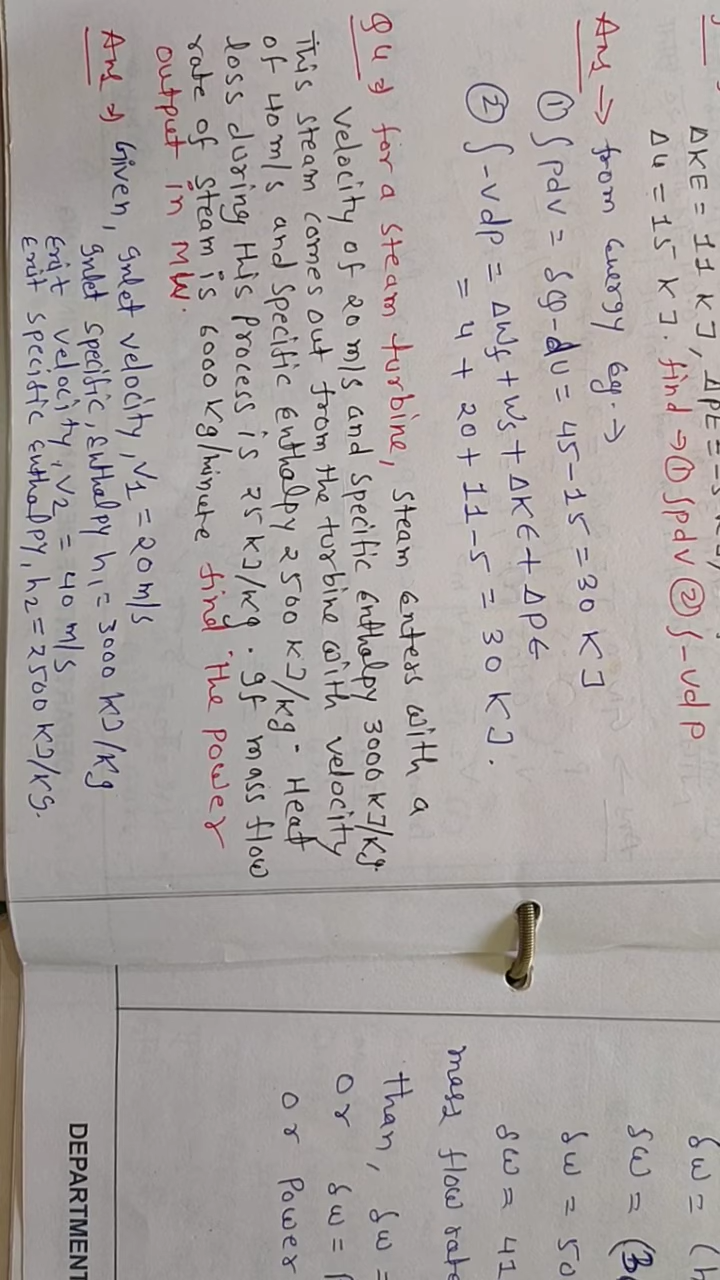 ΔKE = 11 KJ, ΔPE = -5 KJ,
Δu = 15 KJ. find → ① ∫pdv ② ∫-vdp
Ans → from energy Eq. →
① ∫pdv = δq - du = 45 - 15 = 30 KJ
② ∫-vdp = ΔWf + Ws + ΔKE + ΔPE
= 4 + 20 + 11 - 5 = 30 KJ.
Q4 → for a steam turbine, steam enters with a
velocity of 20 m/s and specific enthalpy 3000 KJ/Kg.
This steam comes out from the turbine with velocity
of 40 m/s and specific enthalpy 2500 KJ/Kg. Heat
loss during this process is 25 KJ/Kg. If mass flow
rate of steam is 6000 Kg/minute find the power
output in MW.
Ans → Given, Inlet velocity, V1 = 20 m/s
Inlet specific, enthalpy h1 = 3000 KJ/Kg
Exit velocity, V2 = 40 m/s
Exit specific enthalpy, h2 = 2500 KJ/Kg.
δw = (h
δw = (3
δw = 50
δw = 41
mass flow rate
than, δw =
or δw =
or Power
DEPARTMENT